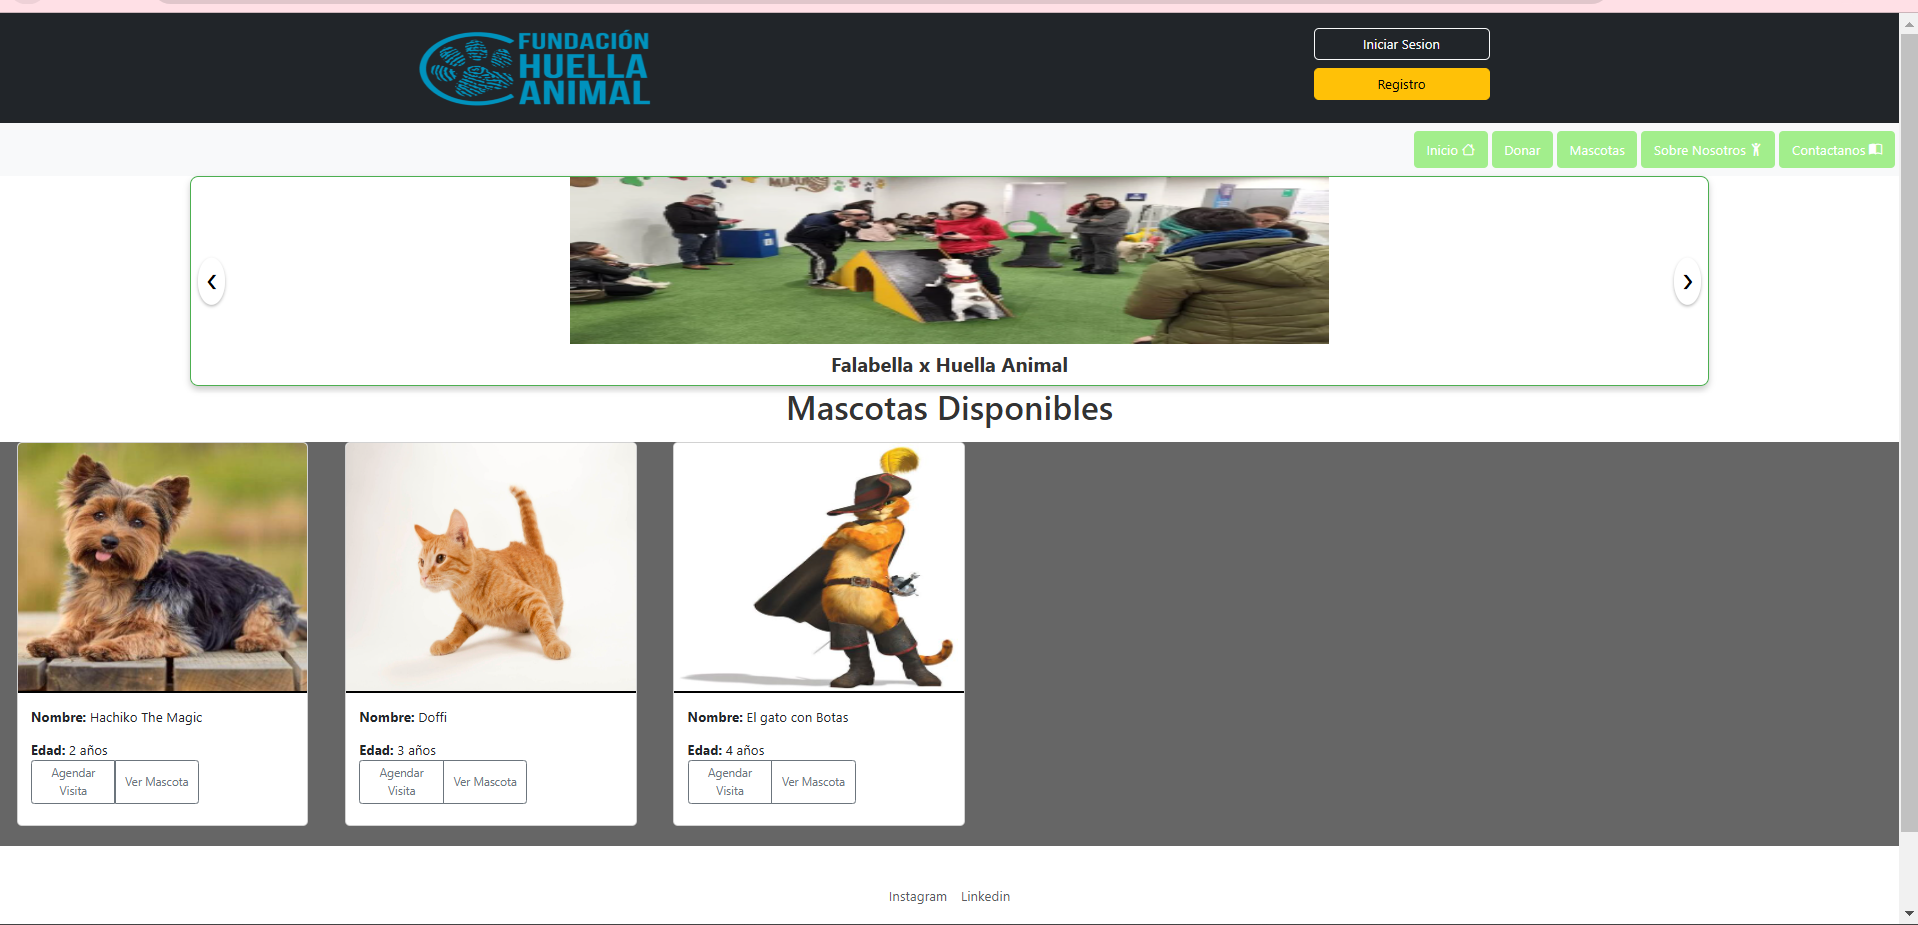 FUNDACIÓN
HUELLA
ANIMAL
Iniciar Sesion
Registro
Inicio
Donar
Mascotas
Sobre Nosotros
Contactanos
Falabella x Huella Animal
Mascotas Disponibles
Nombre: Hachiko The Magic
Edad: 2 años
Agendar
Visita
Ver Mascota
Nombre: Doffi
Edad: 3 años
Agendar
Visita
Ver Mascota
Nombre: El gato con Botas
Edad: 4 años
Agendar
Visita
Ver Mascota
Instagram
Linkedin